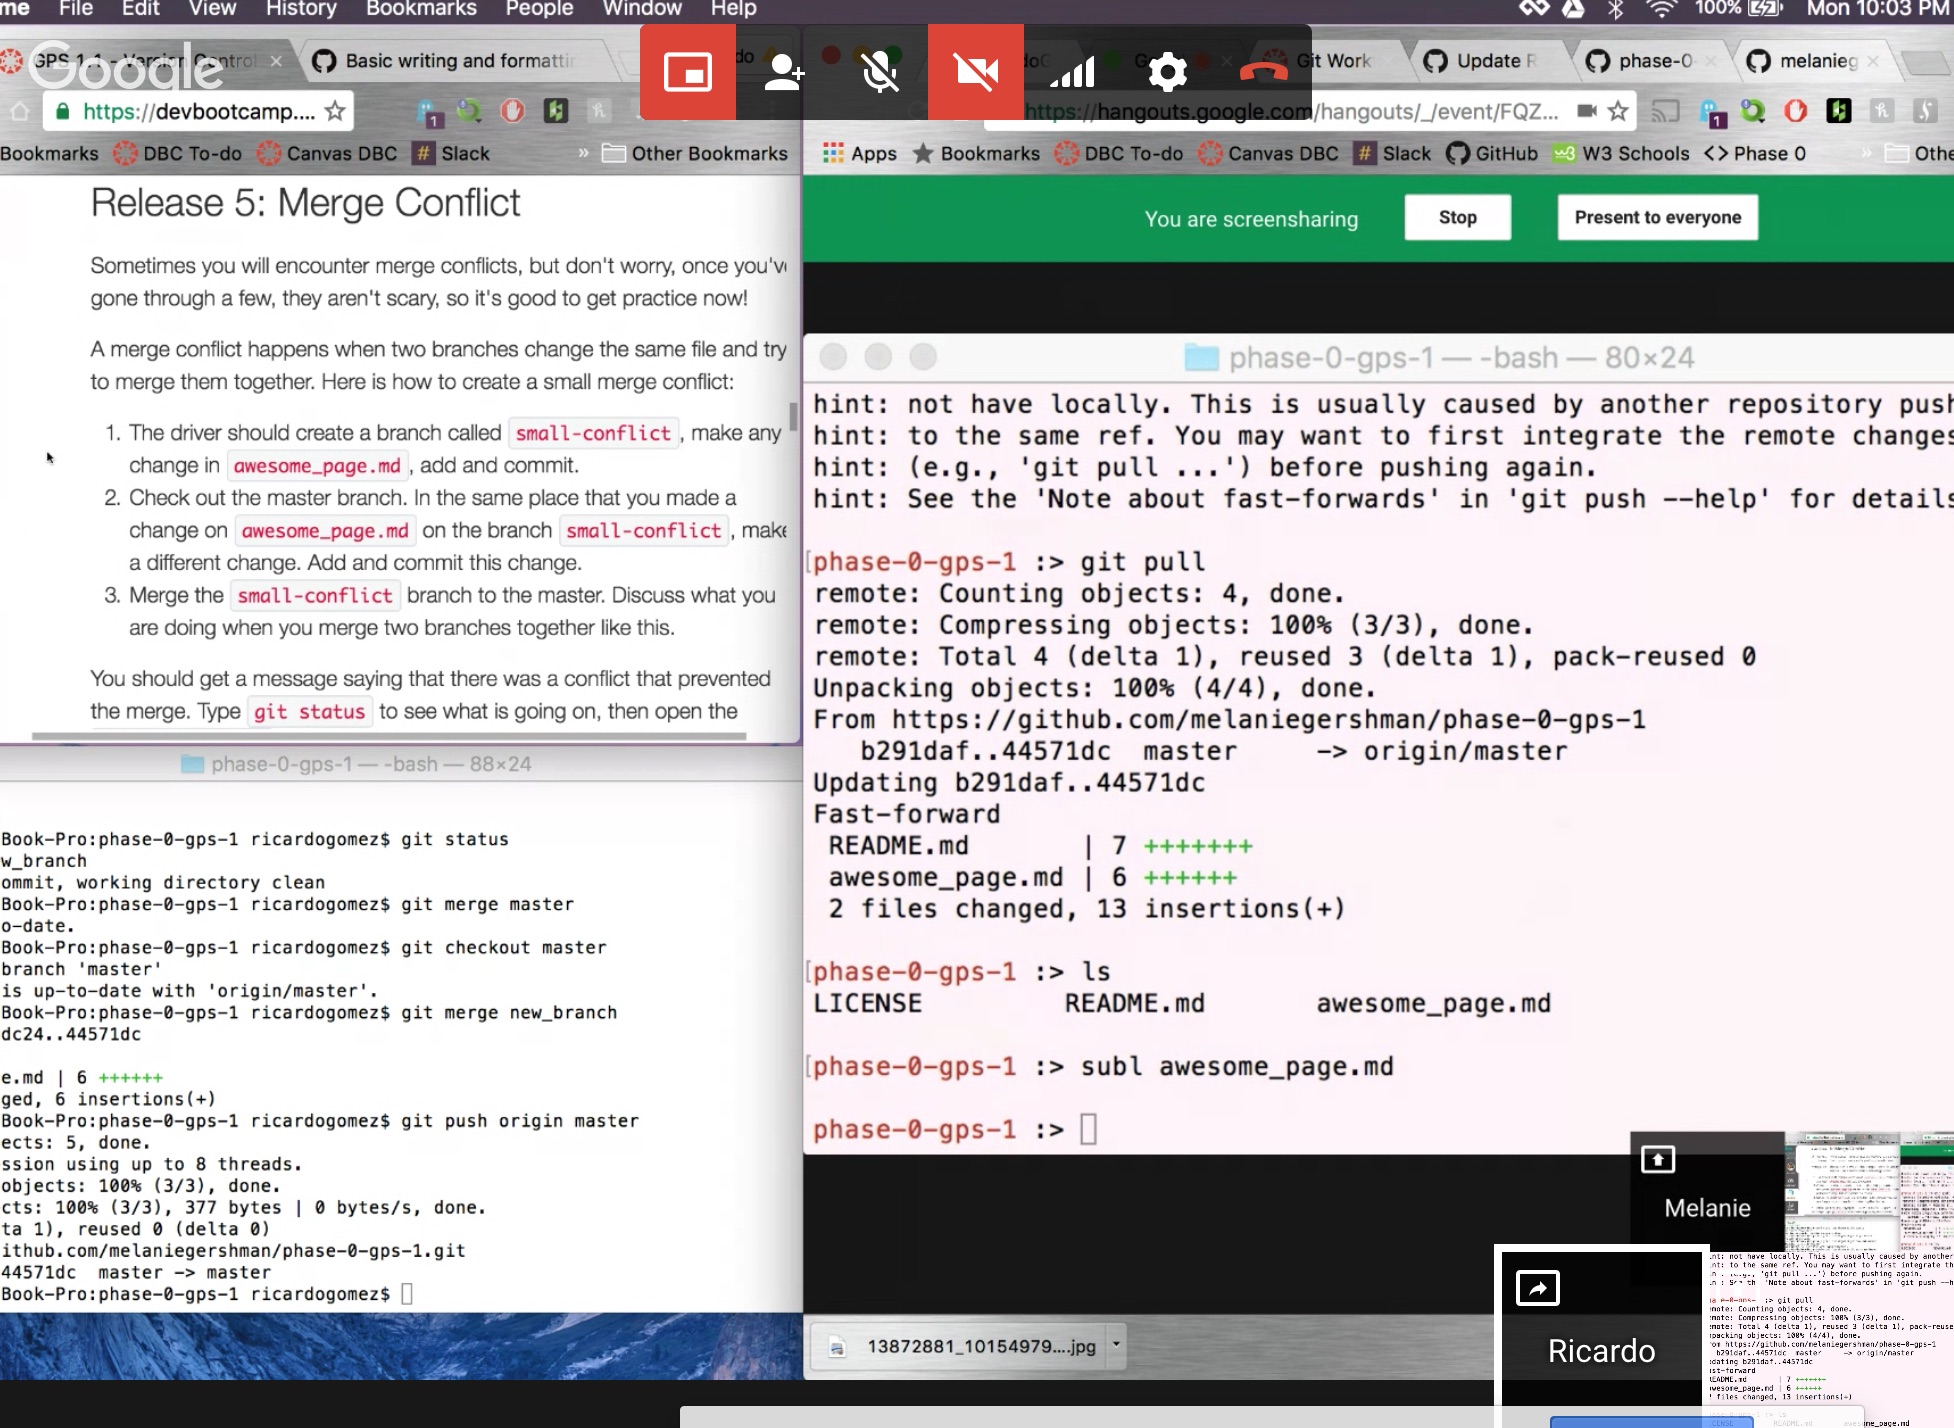 me File Edit View History Bookmarks People Window Help 100% Mon 10:03 PM
Google
GPS 1.1 - Version Control
Basic writing and formattin
Git Work
Update R
phase-0-
melanieg
https://devbootcamp....
https://hangouts.google.com/hangouts/_/event/FQZ...
Bookmarks DBC To-do Canvas DBC # Slack » Other Bookmarks
Apps Bookmarks DBC To-do Canvas DBC # Slack GitHub W3 Schools <> Phase 0 » Othe
You are screensharing Stop Present to everyone
Release 5: Merge Conflict
Sometimes you will encounter merge conflicts, but don't worry, once you've
gone through a few, they aren't scary, so it's good to get practice now!
A merge conflict happens when two branches change the same file and try
to merge them together. Here is how to create a small merge conflict:
1. The driver should create a branch called small-conflict , make any
change in awesome_page.md , add and commit.
2. Check out the master branch. In the same place that you made a
change on awesome_page.md on the branch small-conflict , make
a different change. Add and commit this change.
3. Merge the small-conflict branch to the master. Discuss what you
are doing when you merge two branches together like this.
You should get a message saying that there was a conflict that prevented
the merge. Type git status to see what is going on, then open the
phase-0-gps-1 — -bash — 88×24
Book-Pro:phase-0-gps-1 ricardogomez$ git status
w_branch
ommit, working directory clean
Book-Pro:phase-0-gps-1 ricardogomez$ git merge master
o-date.
Book-Pro:phase-0-gps-1 ricardogomez$ git checkout master
branch 'master'
is up-to-date with 'origin/master'.
Book-Pro:phase-0-gps-1 ricardogomez$ git merge new_branch
dc24..44571dc
e.md | 6 ++++++
ged, 6 insertions(+)
Book-Pro:phase-0-gps-1 ricardogomez$ git push origin master
ects: 5, done.
ssion using up to 8 threads.
objects: 100% (3/3), done.
cts: 100% (3/3), 377 bytes | 0 bytes/s, done.
ta 1), reused 0 (delta 0)
ithub.com/melaniegershman/phase-0-gps-1.git
44571dc master -> master
Book-Pro:phase-0-gps-1 ricardogomez$
phase-0-gps-1 — -bash — 80×24
hint: not have locally. This is usually caused by another repository push
hint: to the same ref. You may want to first integrate the remote changes
hint: (e.g., 'git pull ...') before pushing again.
hint: See the 'Note about fast-forwards' in 'git push --help' for details
[phase-0-gps-1 :> git pull
remote: Counting objects: 4, done.
remote: Compressing objects: 100% (3/3), done.
remote: Total 4 (delta 1), reused 3 (delta 1), pack-reused 0
Unpacking objects: 100% (4/4), done.
From https://github.com/melaniegershman/phase-0-gps-1
b291daf..44571dc master -> origin/master
Updating b291daf..44571dc
Fast-forward
README.md | 7 +++++++
awesome_page.md | 6 ++++++
2 files changed, 13 insertions(+)
[phase-0-gps-1 :> ls
LICENSE README.md awesome_page.md
[phase-0-gps-1 :> subl awesome_page.md
phase-0-gps-1 :>
13872881_10154979....jpg
Melanie
Ricardo